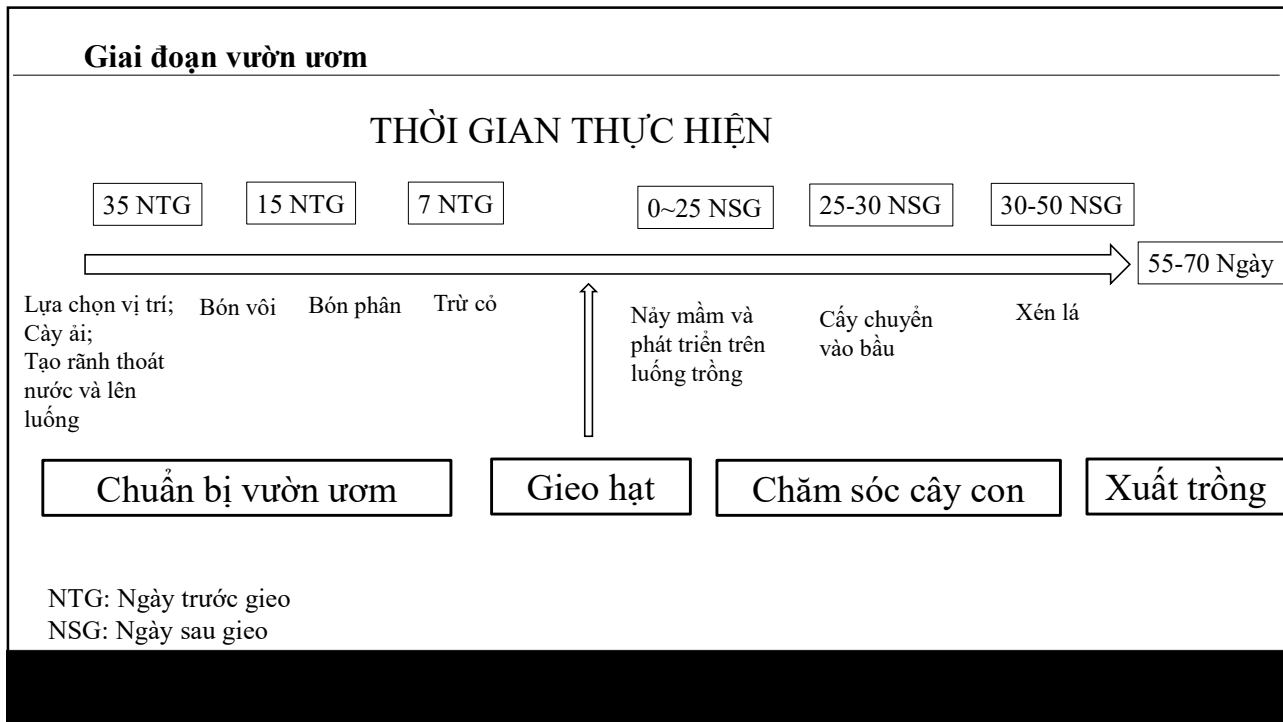 Giai đoạn vườn ươm
THỜI GIAN THỰC HIỆN
35 NTG
15 NTG
7 NTG
0~25 NSG
25-30 NSG
30-50 NSG
55-70 Ngày
Lựa chọn vị trí;
Cày ải;
Tạo rãnh thoát
nước và lên
luống
Bón vôi
Bón phân
Trừ cỏ
Nảy mầm và
phát triển trên
luống trồng
Cấy chuyển
vào bầu
Xén lá
Chuẩn bị vườn ươm
Gieo hạt
Chăm sóc cây con
Xuất trồng
NTG: Ngày trước gieo
NSG: Ngày sau gieo